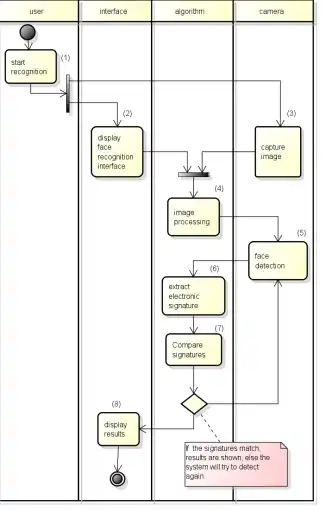 user
interface
algorithm
camera
start
recognition
(1)
(2)
display
face
recognition
interface
(3)
capture
image
(4)
image
processing
(5)
face
detection
(6)
extract
electronic
signature
(7)
Compare
signatures
(8)
display
results
If the signatures match,
results are shown, else the
system will try to detect
again